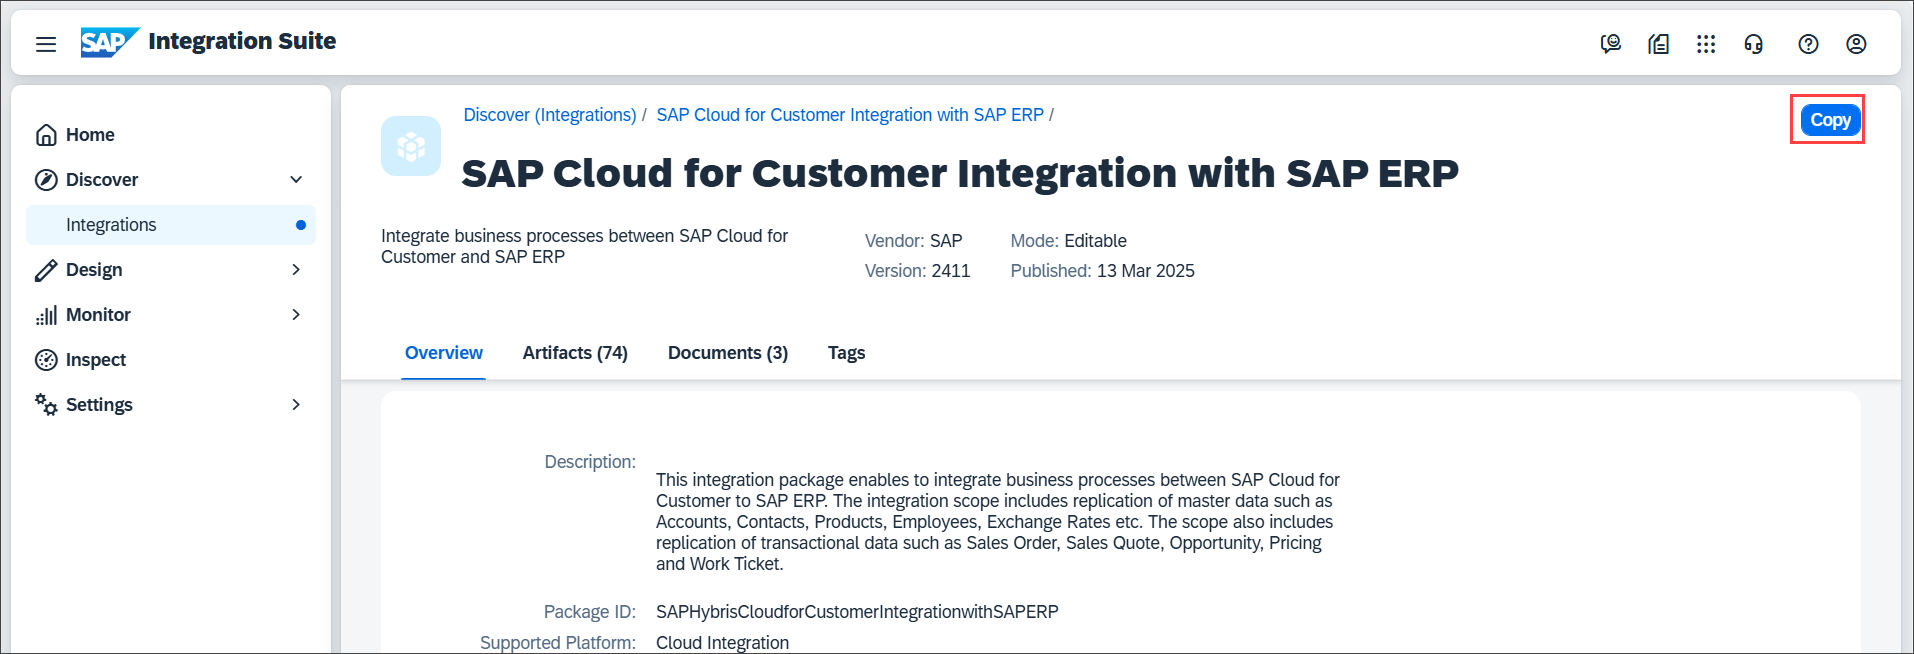 SAP Integration Suite
Home
Discover
Integrations
Design
Monitor
Inspect
Settings
Discover (Integrations) / SAP Cloud for Customer Integration with SAP ERP /
Copy
SAP Cloud for Customer Integration with SAP ERP
Integrate business processes between SAP Cloud for
Customer and SAP ERP
Vendor: SAP
Version: 2411
Mode: Editable
Published: 13 Mar 2025
Overview Artifacts (74) Documents (3) Tags
Description:
This integration package enables to integrate business processes between SAP Cloud for
Customer to SAP ERP. The integration scope includes replication of master data such as
Accounts, Contacts, Products, Employees, Exchange Rates etc. The scope also includes
replication of transactional data such as Sales Order, Sales Quote, Opportunity, Pricing
and Work Ticket.
Package ID: SAPHybrisCloudforCustomerIntegrationwithSAPERP
Supported Platform: Cloud Integration